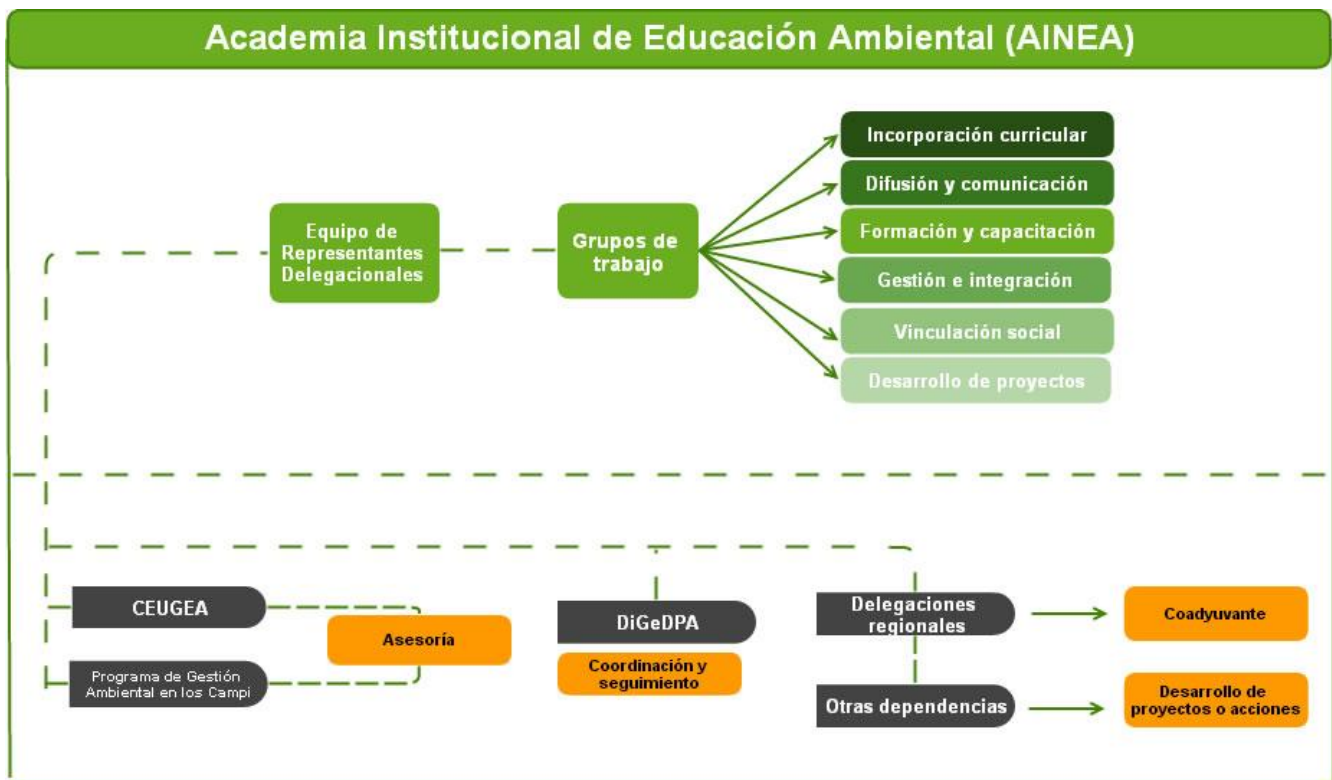 Academia Institucional de Educación Ambiental (AINEA)
Equipo de
Representantes
Delegacionales
Grupos de
trabajo
Incorporación curricular
Difusión y comunicación
Formación y capacitación
Gestión e integración
Vinculación social
Desarrollo de proyectos
CEUGEA
Programa de Gestión
Ambiental en los Campi
Asesoría
DiGeDPA
Coordinación y
seguimiento
Delegaciones
regionales
Coadyuvante
Otras dependencias
Desarrollo de
proyectos o acciones